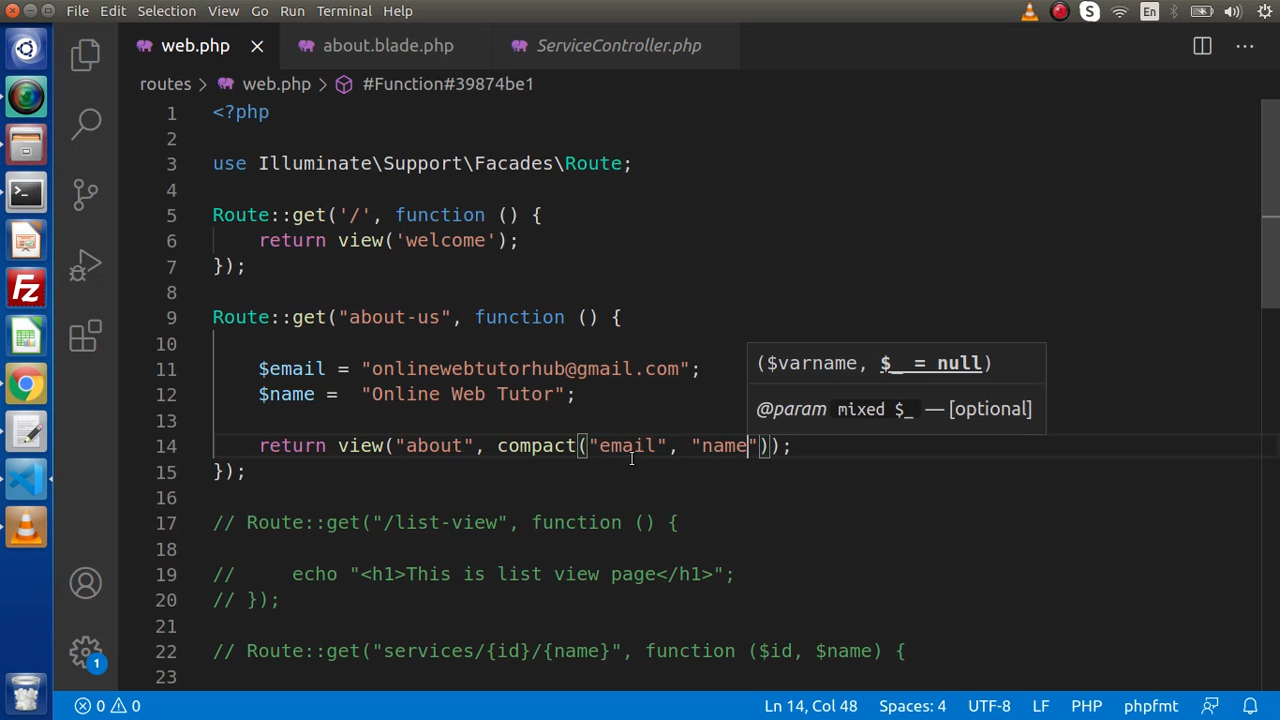 File Edit Selection View Go Run Terminal Help
S En
web.php about.blade.php ServiceController.php
routes > web.php > #Function#39874be1
1 <?php
2
3 use Illuminate\Support\Facades\Route;
4
5 Route::get('/', function () {
6 return view('welcome');
7 });
8
9 Route::get("about-us", function () {
10
11 $email = "onlinewebtutorhub@gmail.com";
12 $name = "Online Web Tutor";
13
14 return view("about", compact("email", "name"));
15 });
16
17 // Route::get("/list-view", function () {
18
19 // echo "<h1>This is list view page</h1>";
20 // });
21
22 // Route::get("services/{id}/{name}", function ($id, $name) {
23
($varname, $_ = null)
@param mixed $_ — [optional]
Fz
1
0 0 Ln 14, Col 48 Spaces: 4 UTF-8 LF PHP phpfmt